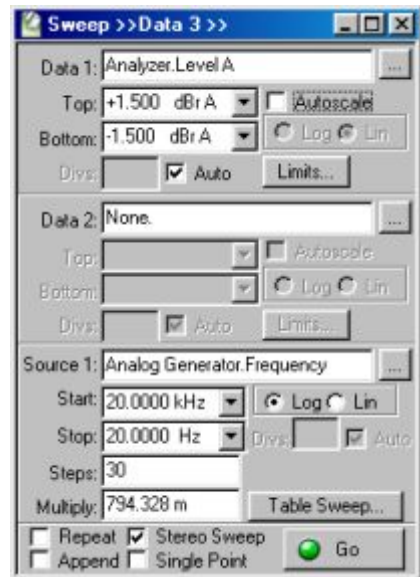 Sweep >>Data 3 >>
Data 1: Analyzer.Level A ...
Top: +1.500 dBr A Autoscale
Bottom: -1.500 dBr A Log Lin
Divs: Auto Limits...
Data 2: None. ...
Top: Autoscale
Bottom: Log Lin
Divs: Auto Limits...
Source 1: Analog Generator.Frequency ...
Start: 20.0000 kHz Log Lin
Stop: 20.0000 Hz Divs: Auto
Steps: 30
Multiply: 794.328 m Table Sweep...
Repeat Stereo Sweep Go
Append Single Point